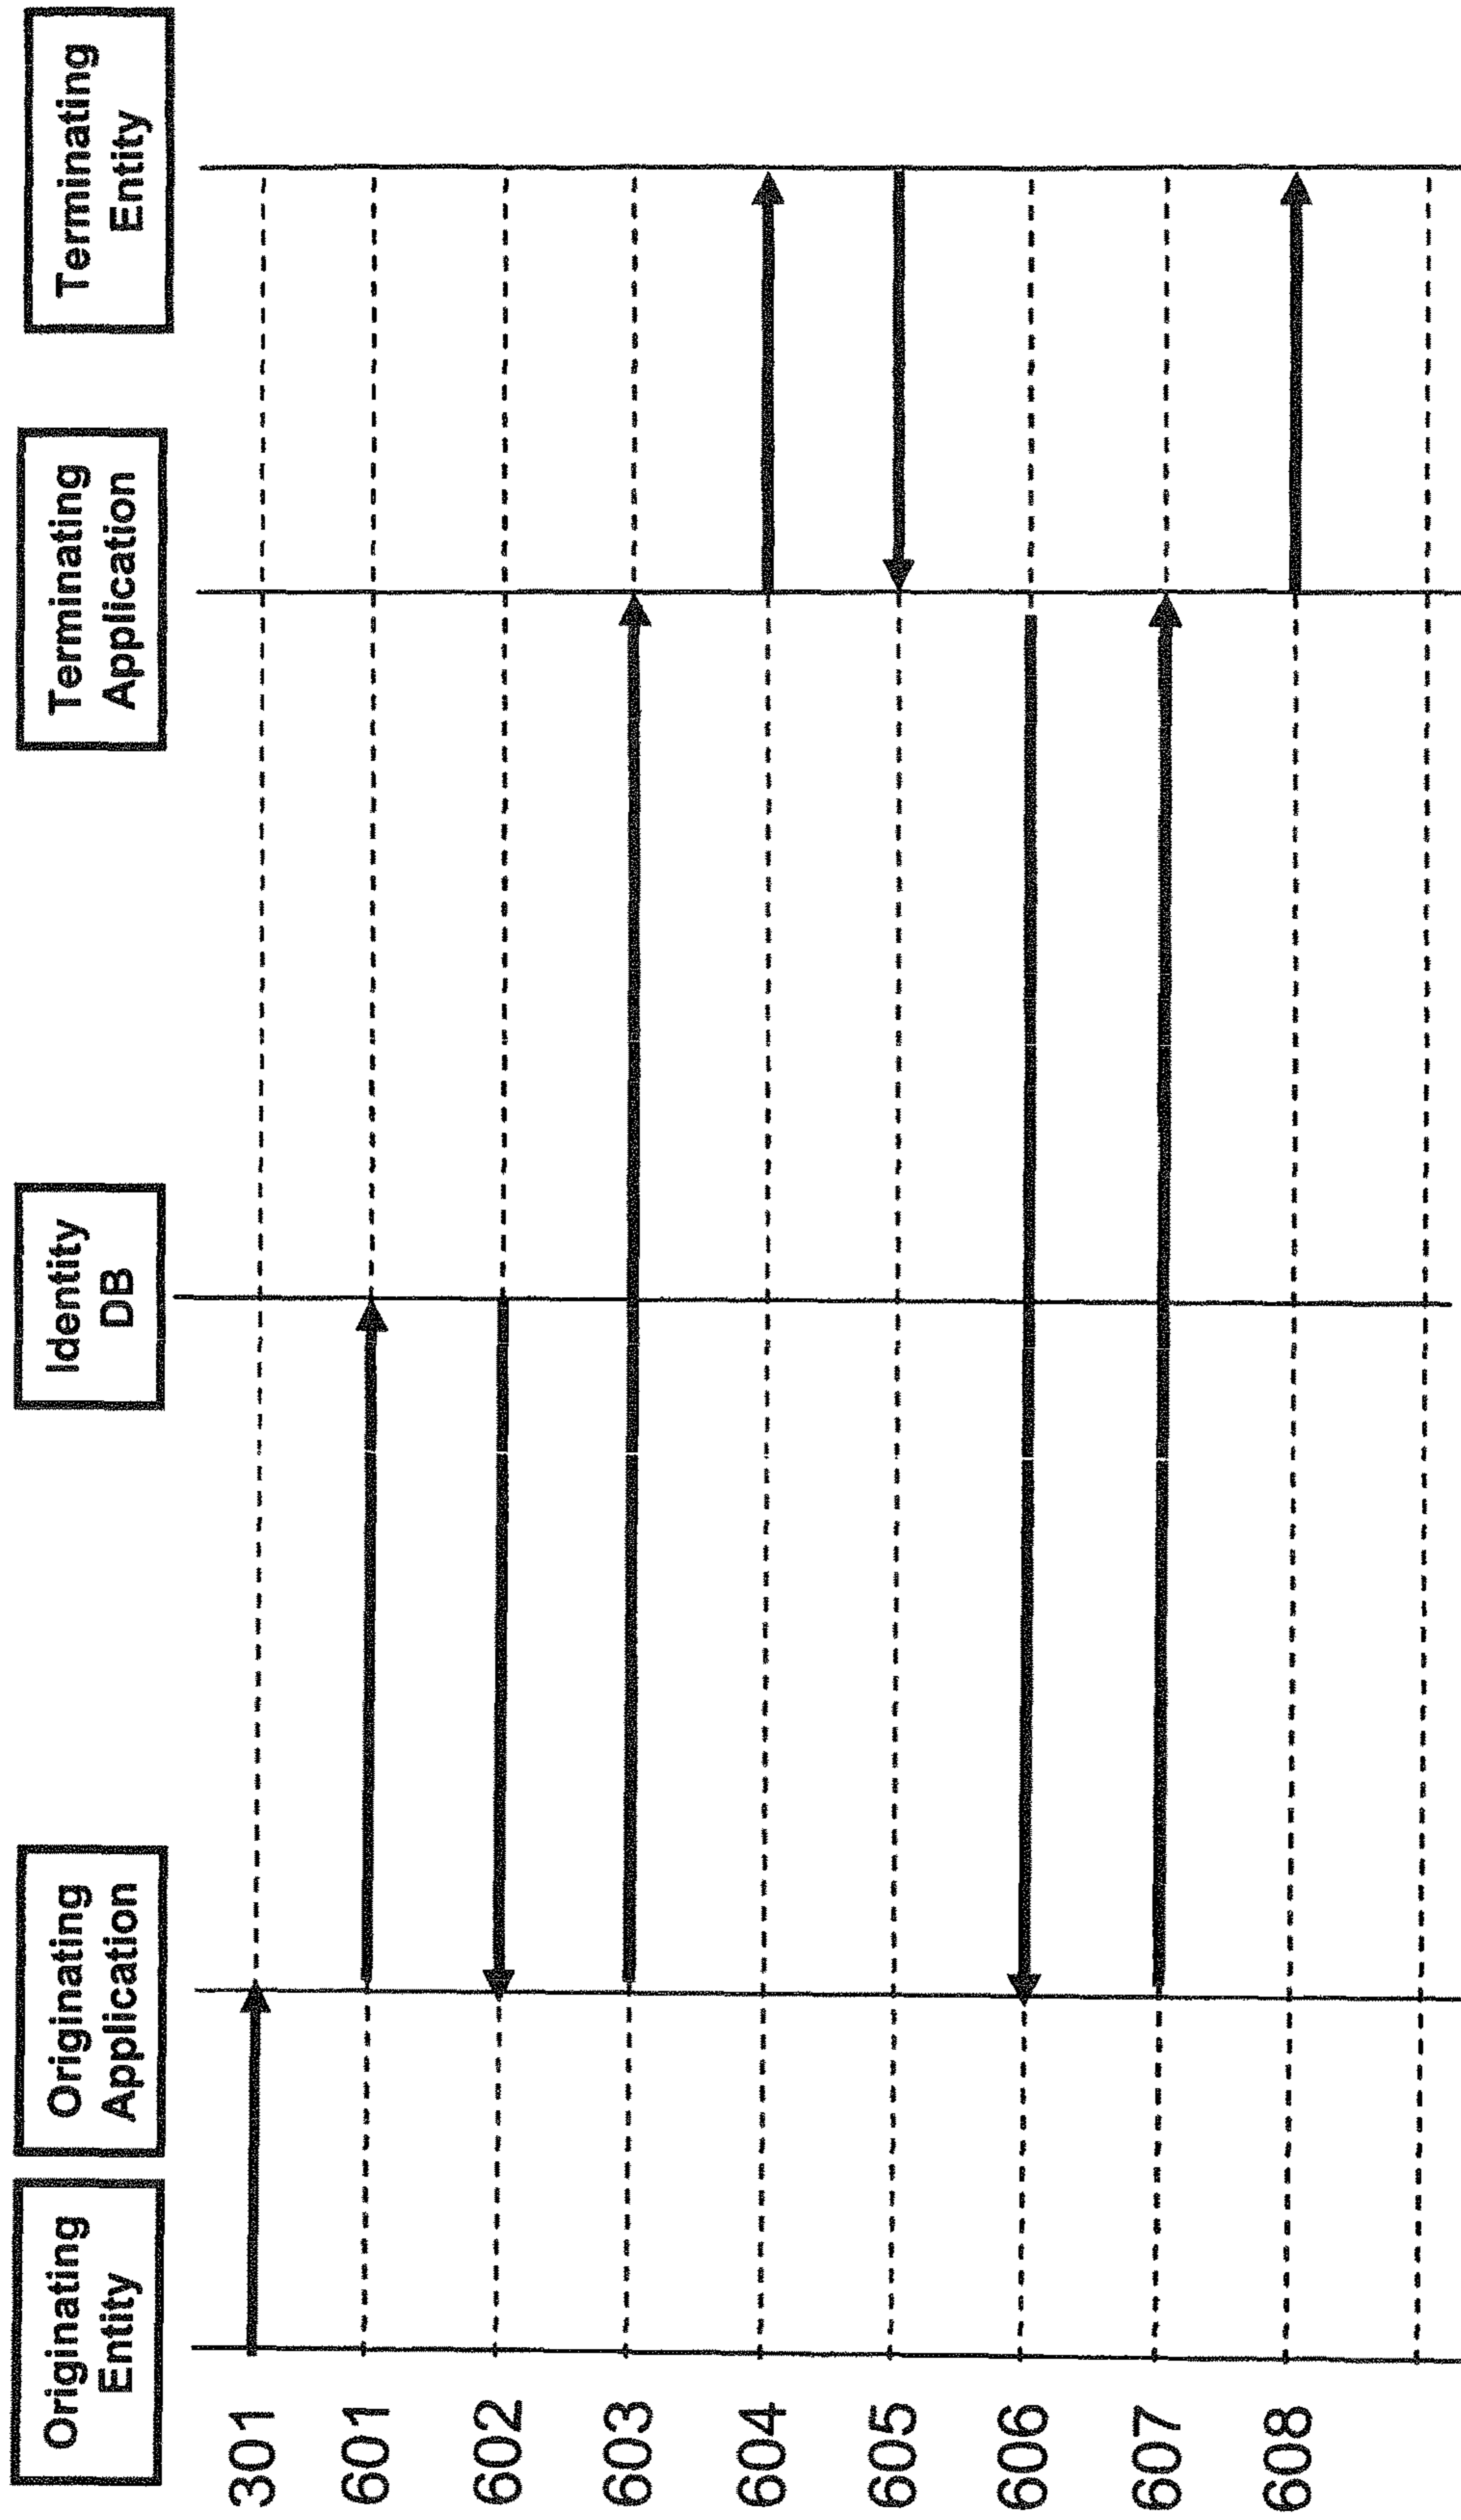 Originating
Entity
Originating
Application
Identity
DB
Terminating
Application
Terminating
Entity
301
601
602
603
604
605
606
607
608